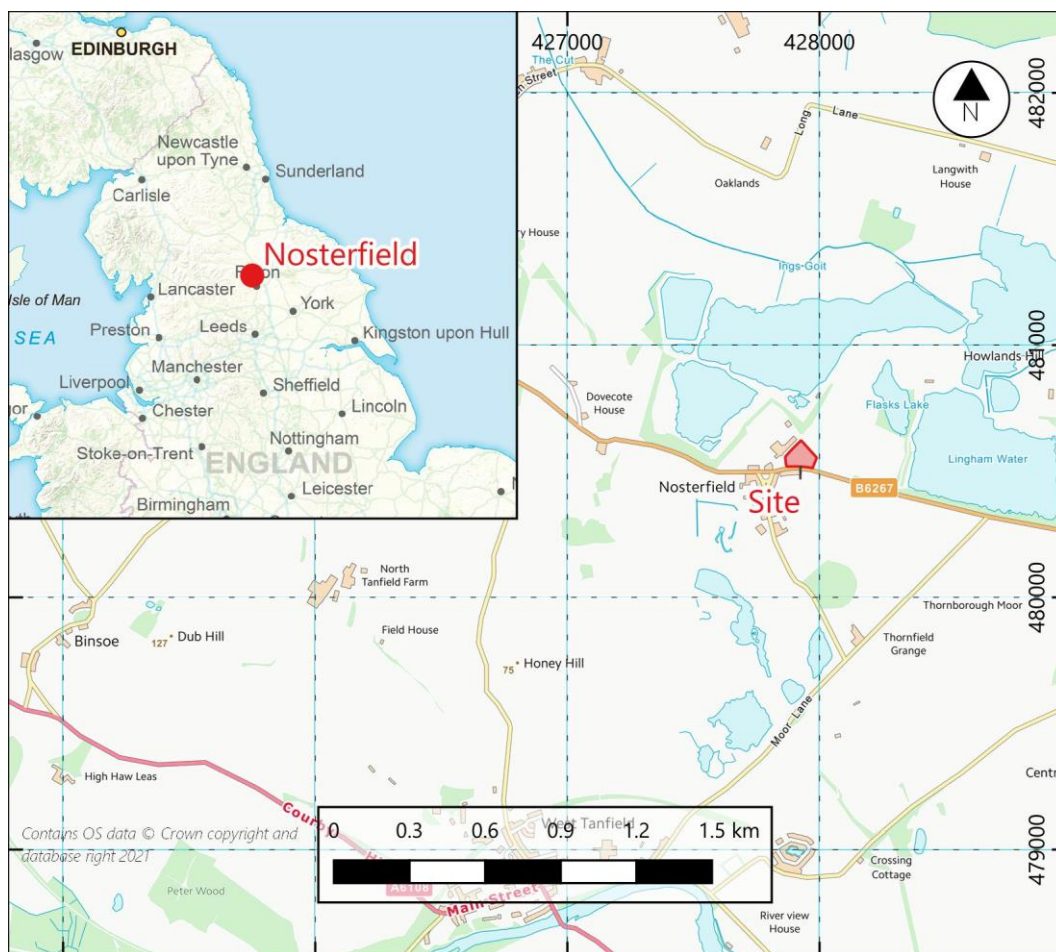 EDINBURGH
lasgow
Newcastle
upon Tyne
Sunderland
Carlisle
Nosterfield
Isle of Man
Lancaster
York
SEA
Preston
Leeds
Kingston upon Hull
Manchester
Liverpool
Sheffield
Chester
Lincoln
Stoke-on-Trent
Nottingham
ENGLAND
Leicester
Birmingham
427000
428000
The Cut
Street
482000
N
Long
Lane
Oaklands
Langwith
House
ry House
Ings Goit
481000
Howlands Hill
Dovecote
House
Flasks Lake
Lingham Water
Nosterfield
Site
B6267
North
Tanfield Farm
480000
Thornborough Moor
Binsoe
127
Dub Hill
Field House
Thornfield
Grange
75
Honey Hill
Moor Lane
High Haw Leas
Centr
Contains OS data © Crown copyright and
database right 2021
West Tanfield
0 0.3 0.6 0.9 1.2 1.5 km
479000
Crossing
Cottage
Peter Wood
A6108
Main Street
River view
House